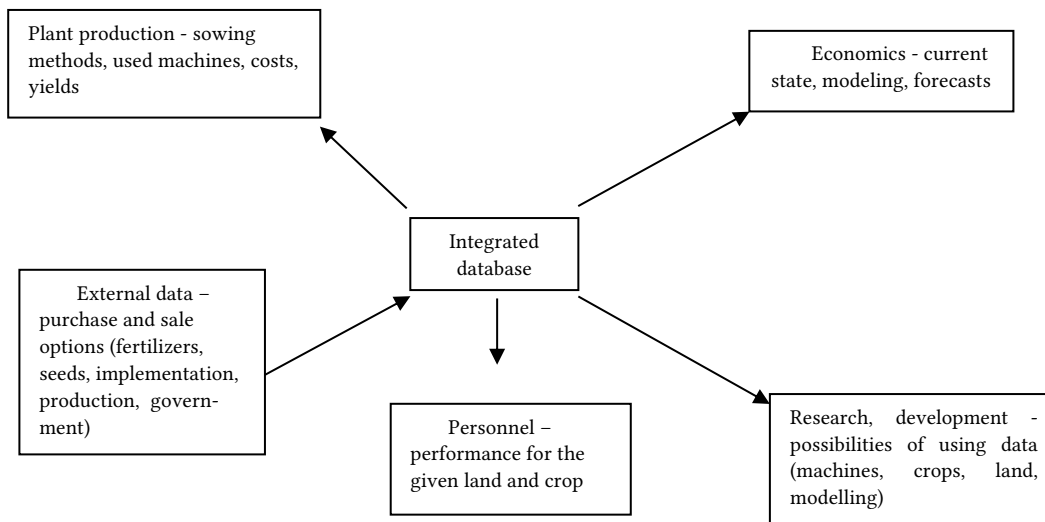 Plant production - sowing
methods, used machines, costs,
yields
Economics - current
state, modeling, forecasts
Integrated
database
External data –
purchase and sale
options (fertilizers,
seeds, implementation,
production, govern-
ment)
Personnel –
performance for the
given land and crop
Research, development -
possibilities of using data
(machines, crops, land,
modelling)